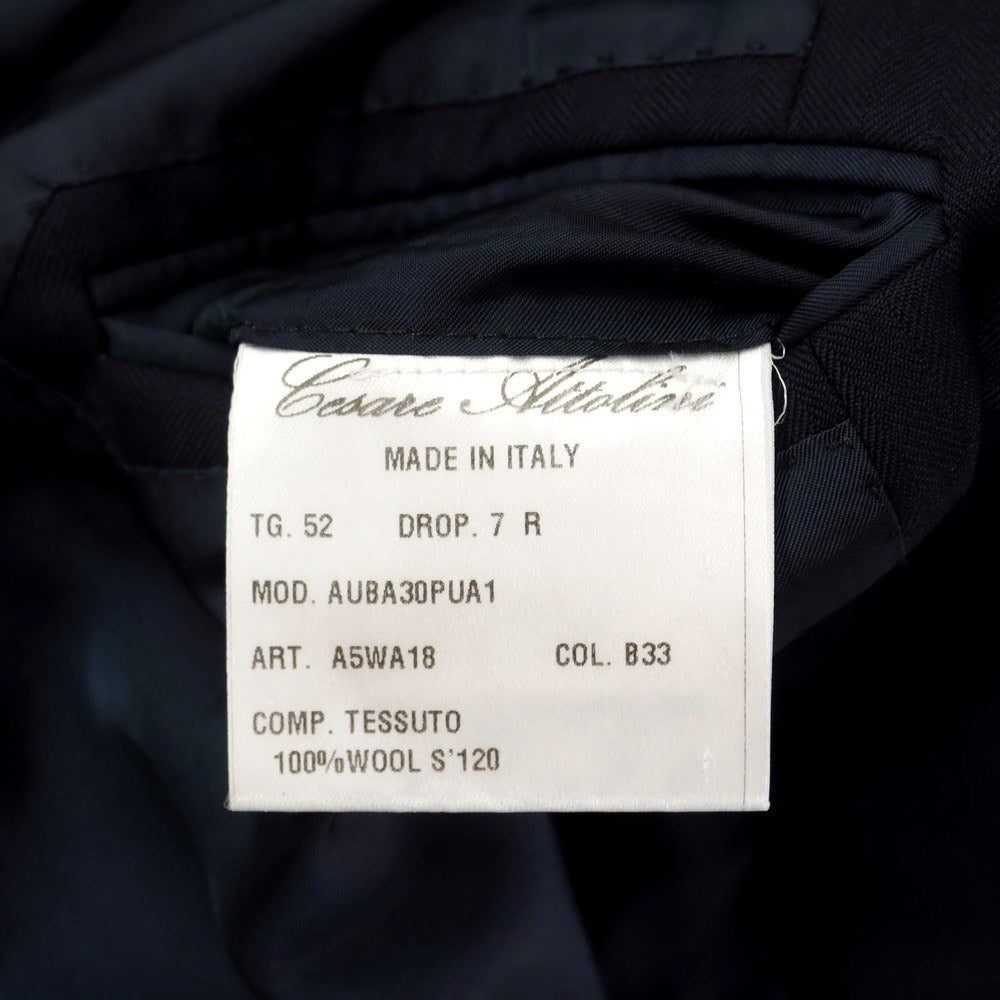 Cesare Attolini
MADE IN ITALY
TG. 52 DROP. 7 R
MOD. AUBA30PUA1
ART. A5WA18 COL. B33
COMP. TESSUTO
100%WOOL S'120